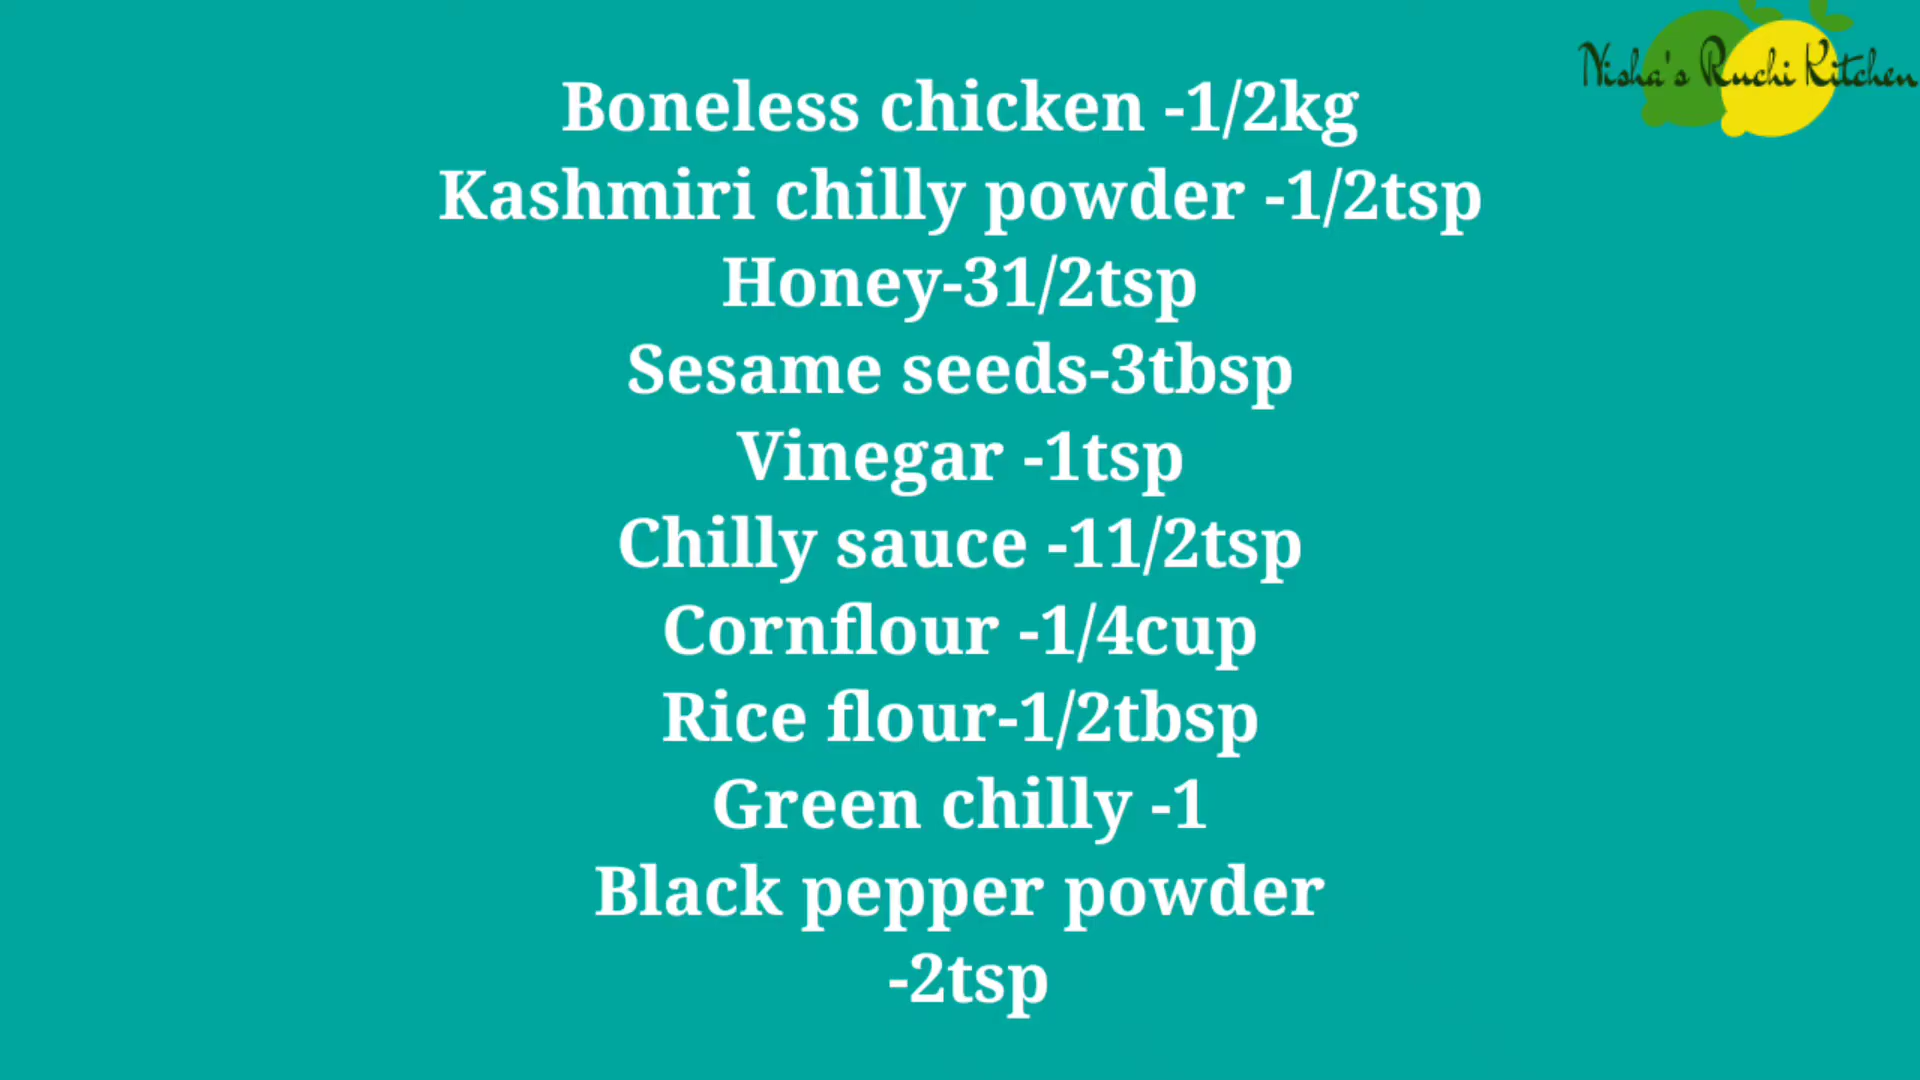 Nisha's Ruchi Kitchen
Boneless chicken -1/2kg
Kashmiri chilly powder -1/2tsp
Honey-31/2tsp
Sesame seeds-3tbsp
Vinegar -1tsp
Chilly sauce -11/2tsp
Cornflour -1/4cup
Rice flour-1/2tbsp
Green chilly -1
Black pepper powder
-2tsp